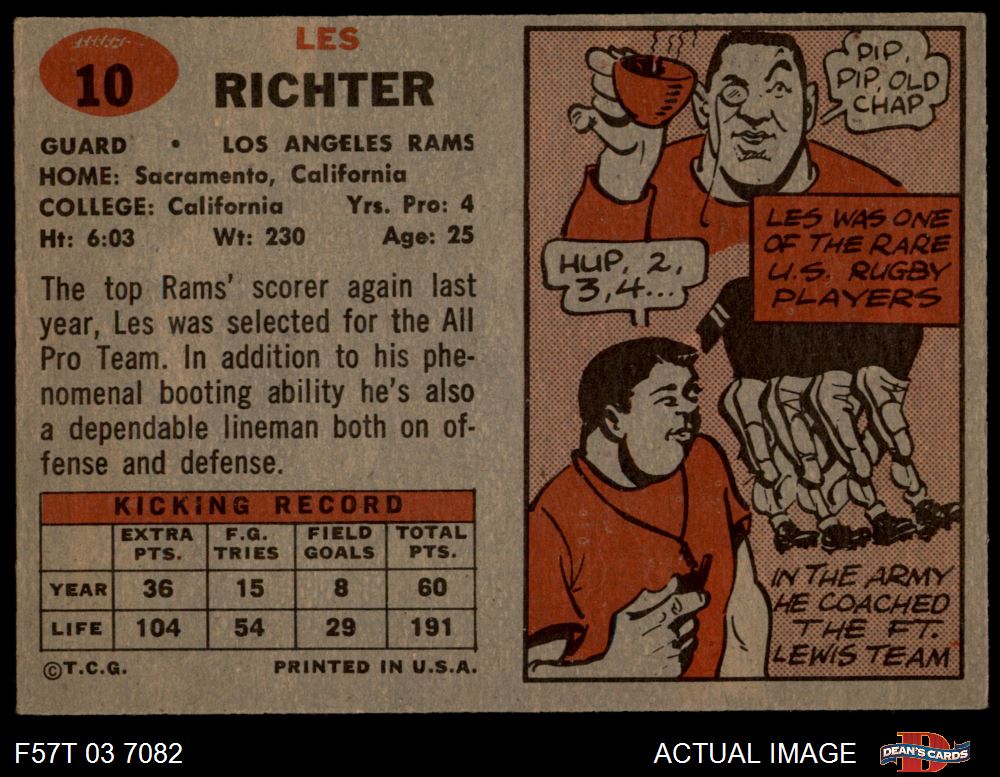 10
LES
RICHTER
GUARD • LOS ANGELES RAMS
HOME: Sacramento, California
COLLEGE: California Yrs. Pro: 4
Ht: 6:03 Wt: 230 Age: 25
The top Rams' scorer again last
year, Les was selected for the All
Pro Team. In addition to his phe-
nomenal booting ability he's also
a dependable lineman both on of-
fense and defense.
KICKING RECORD
EXTRA PTS. F.G. TRIES FIELD GOALS TOTAL PTS.
YEAR 36 15 8 60
LIFE 104 54 29 191
©T.C.G. PRINTED IN U.S.A.
PIP,
PIP, OLD
CHAP
LES WAS ONE
OF THE RARE
U.S. RUGBY
PLAYERS
HUP, 2,
3,4...
IN THE ARMY
HE COACHED
THE FT.
LEWIS TEAM
F57T 03 7082
ACTUAL IMAGE
DEAN'S CARDS